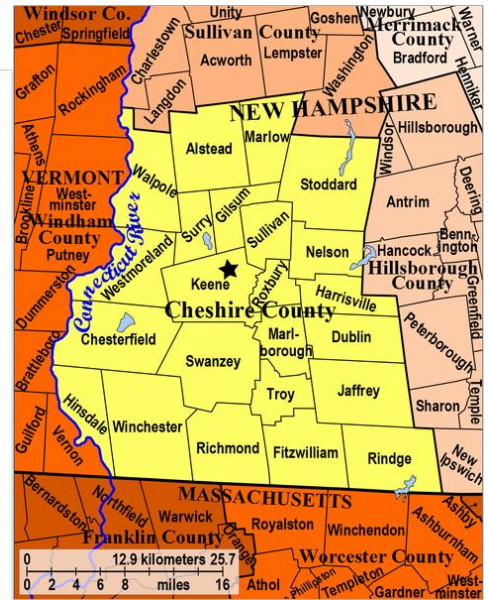 Windsor Co.
Chester
Springfield
Unity
Goshen
Newbury
Warner
Merrimack
County
Bradford
Henniker
Charlestown
Sullivan County
Acworth
Lempster
Washington
Grafton
Rockingham
Langdon
NEW HAMPSHIRE
Hillsborough
Windsor
Athens
Alstead
Marlow
VERMONT
West-
minster
Brookline
Windham
County
Putney
Walpole
Stoddard
Antrim
Deering
Surry
Gilsum
Sullivan
Nelson
Hancock
Benn-
ington
Hillsborough
County
Greenfield
Connecticut River
Westmoreland
Dummerston
Keene
Roxbury
Harrisville
Cheshire County
Chesterfield
Marl-
borough
Dublin
Peterborough
Brattleboro
Swanzey
Troy
Jaffrey
Sharon
Temple
Guilford
Vernon
Hinsdale
Winchester
Richmond
Fitzwilliam
Rindge
New
Ipswich
MASSACHUSETTS
Bernardston
Northfield
Warwick
Franklin County
Orange
Royalston
Winchendon
Ashby
Ashburnham
Worcester County
Athol
Phillipston
Templeton
Gardner
West-
minster
0 12.9 kilometers 25.7
0 2 4 6 8 miles 16